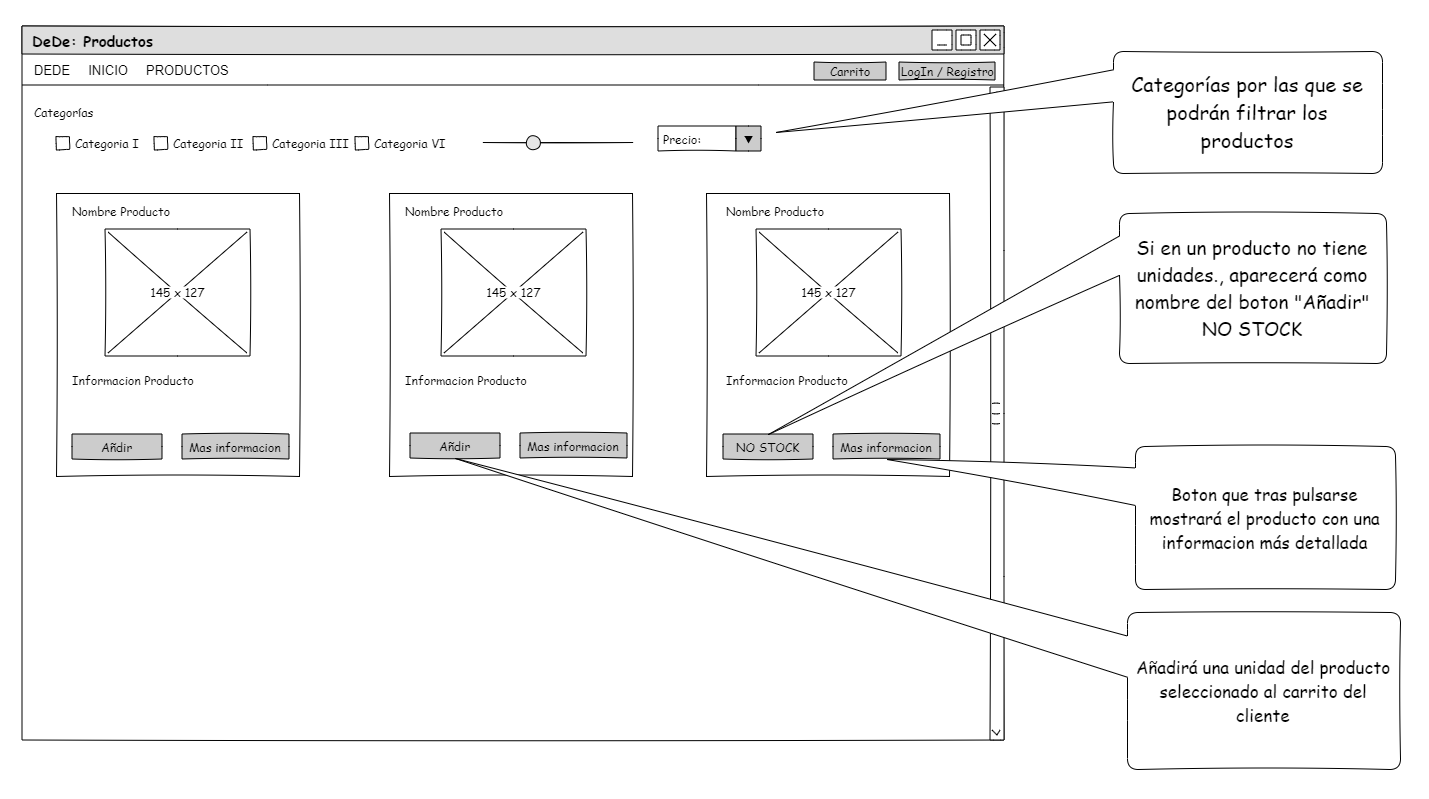 DeDe: Productos
DEDE INICIO PRODUCTOS Carrito LogIn / Registro
Categorías
Categoria I Categoria II Categoria III Categoria VI Precio:
Nombre Producto
145 x 127
Informacion Producto
Añdir Mas informacion
Nombre Producto
145 x 127
Informacion Producto
Añdir Mas informacion
Nombre Producto
145 x 127
Informacion Producto
NO STOCK Mas informacion
Categorías por las que se
podrán filtrar los
productos
Si en un producto no tiene
unidades., aparecerá como
nombre del boton "Añadir"
NO STOCK
Boton que tras pulsarse
mostrará el producto con una
informacion más detallada
Añadirá una unidad del producto
seleccionado al carrito del
cliente